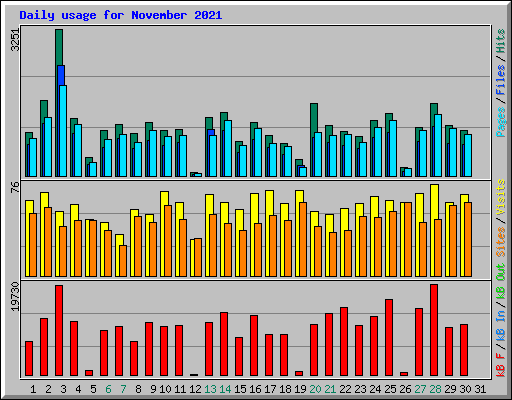 Daily usage for November 2021
3251
Pages / Files / Hits
76
Sites / Visits
19730
kB F / kB In / kB Out
1 2 3 4 5 6 7 8 9 10 11 12 13 14 15 16 17 18 19 20 21 22 23 24 25 26 27 28 29 30 31